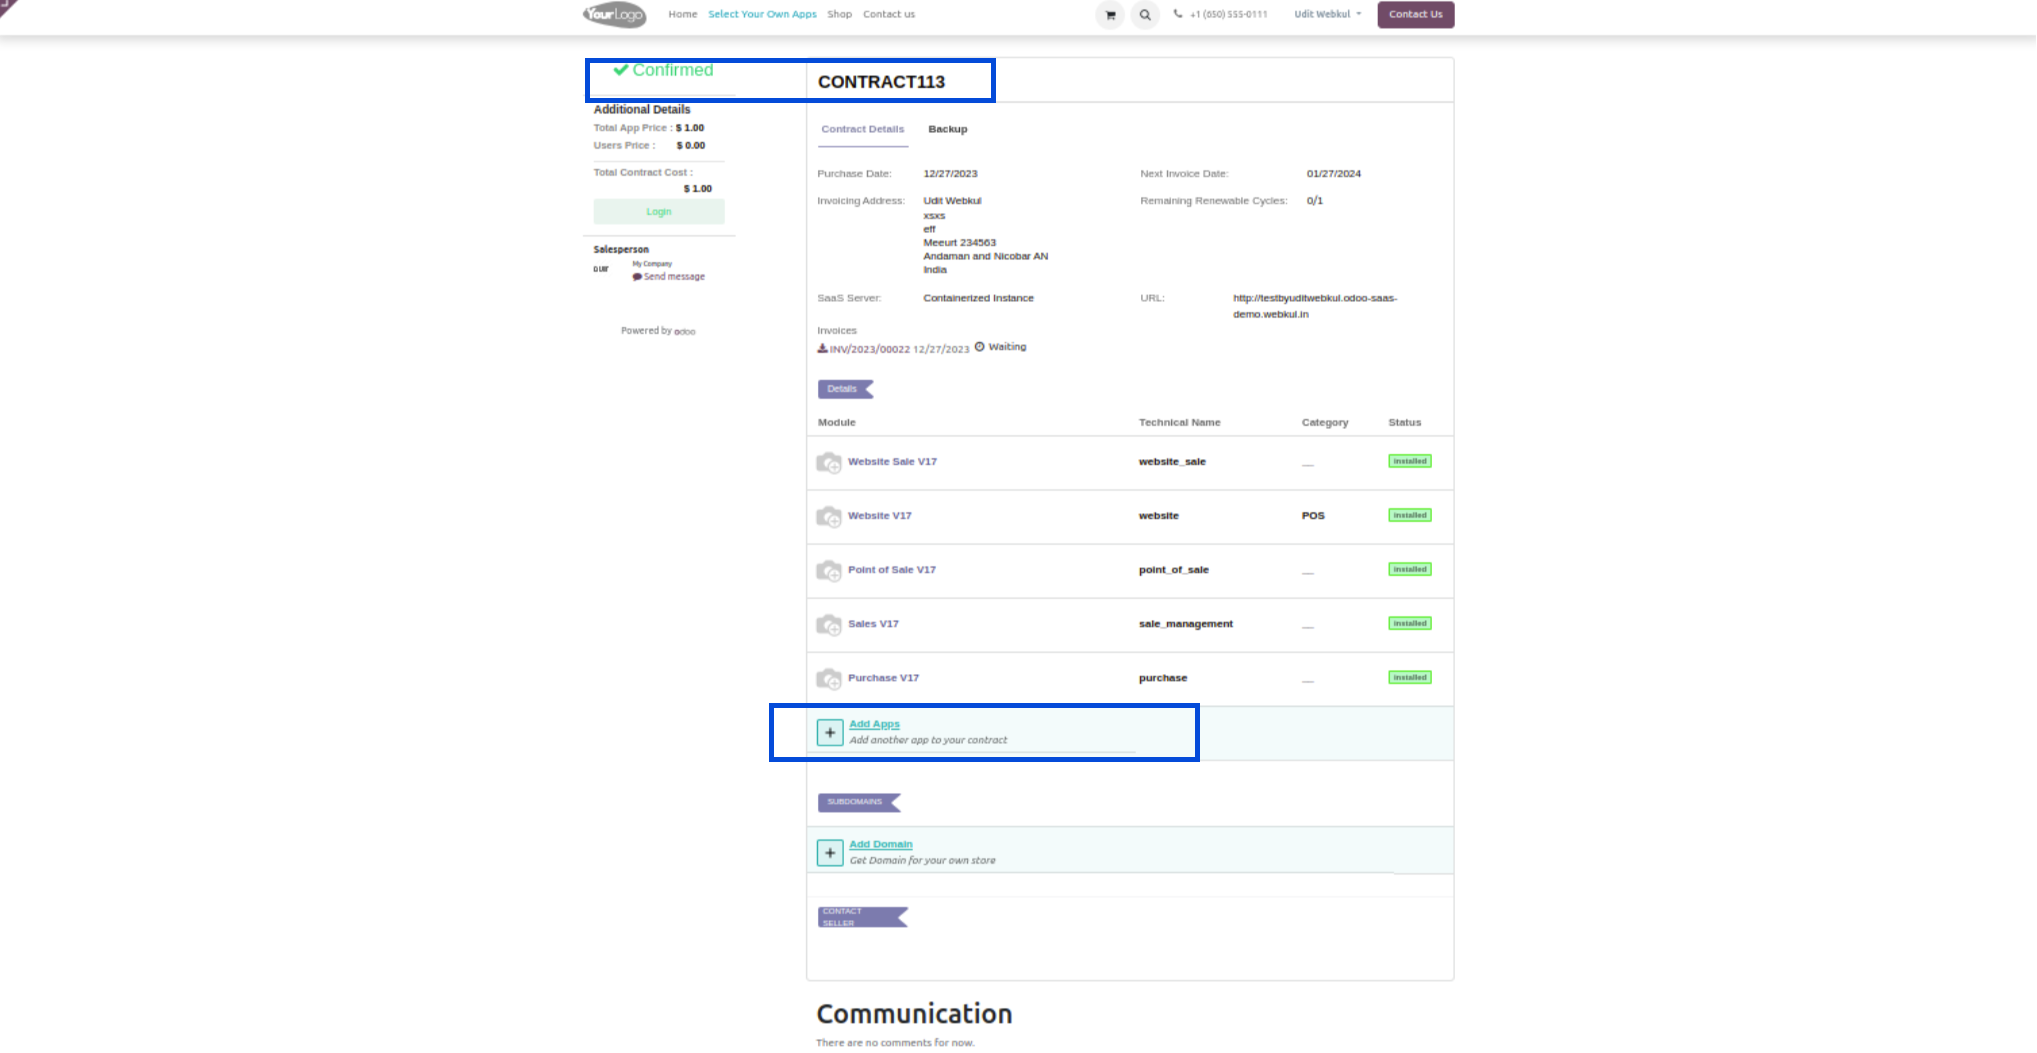 YourLogo
Home Select Your Own Apps Shop Contact us
+1 (650) 555-0111 Udit Webkul Contact Us
Confirmed
Additional Details
Total App Price : $ 1.00
Users Price : $ 0.00
Total Contract Cost :
$ 1.00
Login
Salesperson
My Company
Send message
Powered by odoo
CONTRACT113
Contract Details Backup
Purchase Date: 12/27/2023 Next Invoice Date: 01/27/2024
Invoicing Address: Udit Webkul Remaining Renewable Cycles: 0/1
xsxs
eff
Meeurt 234563
Andaman and Nicobar AN
India
SaaS Server: Containerized Instance URL: http://testbyuditwebkul.odoo-saas-
demo.webkul.in
Invoices
INV/2023/00022 12/27/2023 Waiting
Details
Module Technical Name Category Status
Website Sale V17 website_sale __ Installed
Website V17 website POS Installed
Point of Sale V17 point_of_sale __ Installed
Sales V17 sale_management __ Installed
Purchase V17 purchase __ Installed
+ Add Apps
Add another app to your contract
SUBDOMAINS
+ Add Domain
Get Domain for your own store
CONTACT
SELLER
Communication
There are no comments for now.